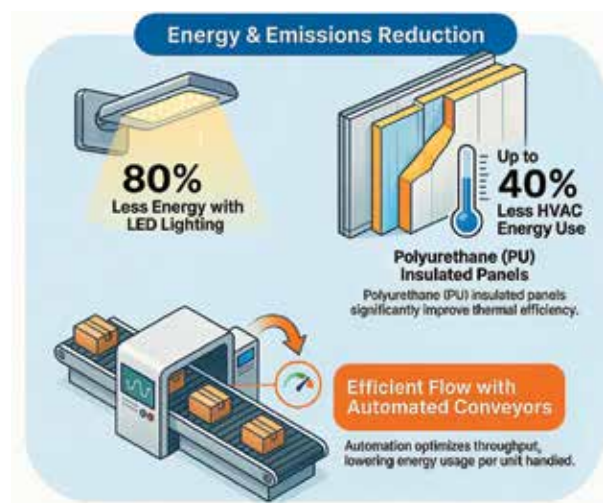 Energy & Emissions Reduction
80%
Less Energy with
LED Lighting
Up to
40%
Less HVAC
Energy Use
Polyurethane (PU)
Insulated Panels
Polyurethane (PU) insulated panels
significantly improve thermal efficiency.
Efficient Flow with
Automated Conveyors
Automation optimizes throughput,
lowering energy usage per unit handled.